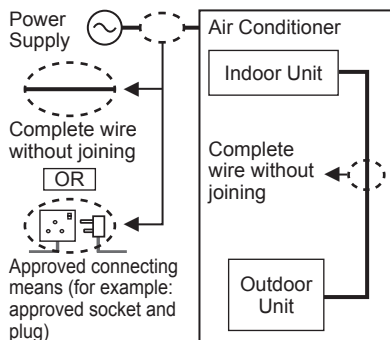 Power
Supply
Air Conditioner
Indoor Unit
Complete wire
without joining
OR
Approved connecting
means (for example:
approved socket and
plug)
Complete
wire without
joining
Outdoor
Unit